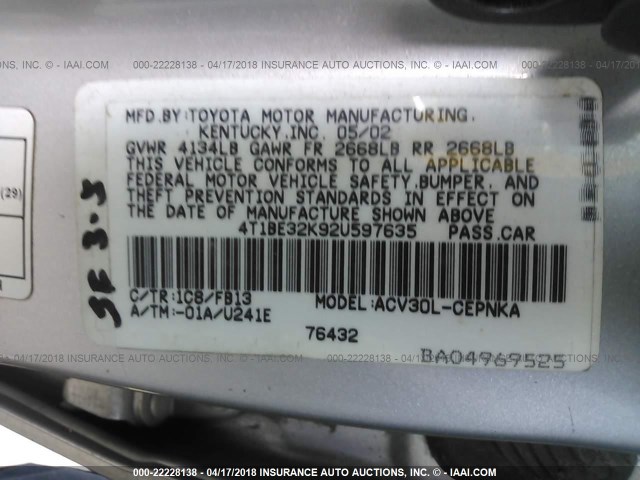 000-22228138 - 04/17/2018 INSURANCE AUTO AUCTIONS, INC. - IAAI.COM
MFD.BY:TOYOTA MOTOR MANUFACTURING,
KENTUCKY,INC. 05/02
GVWR 4134LB GAWR FR 2668LB RR 2668LB
THIS VEHICLE CONFORMS TO ALL APPLICABLE
FEDERAL MOTOR VEHICLE SAFETY,BUMPER, AND
THEFT PREVENTION STANDARDS IN EFFECT ON
THE DATE OF MANUFACTURE SHOWN ABOVE
4T1BE32K92U597635 PASS.CAR
C/TR:1C8/FB13 MODEL:ACV30L-CEPNKA
A/TM:-01A/U241E
76432
BA04969525
(29)
000-22228138 - 04/17/2018 INSURANCE AUTO AUCTIONS, INC. - IAAI.COM